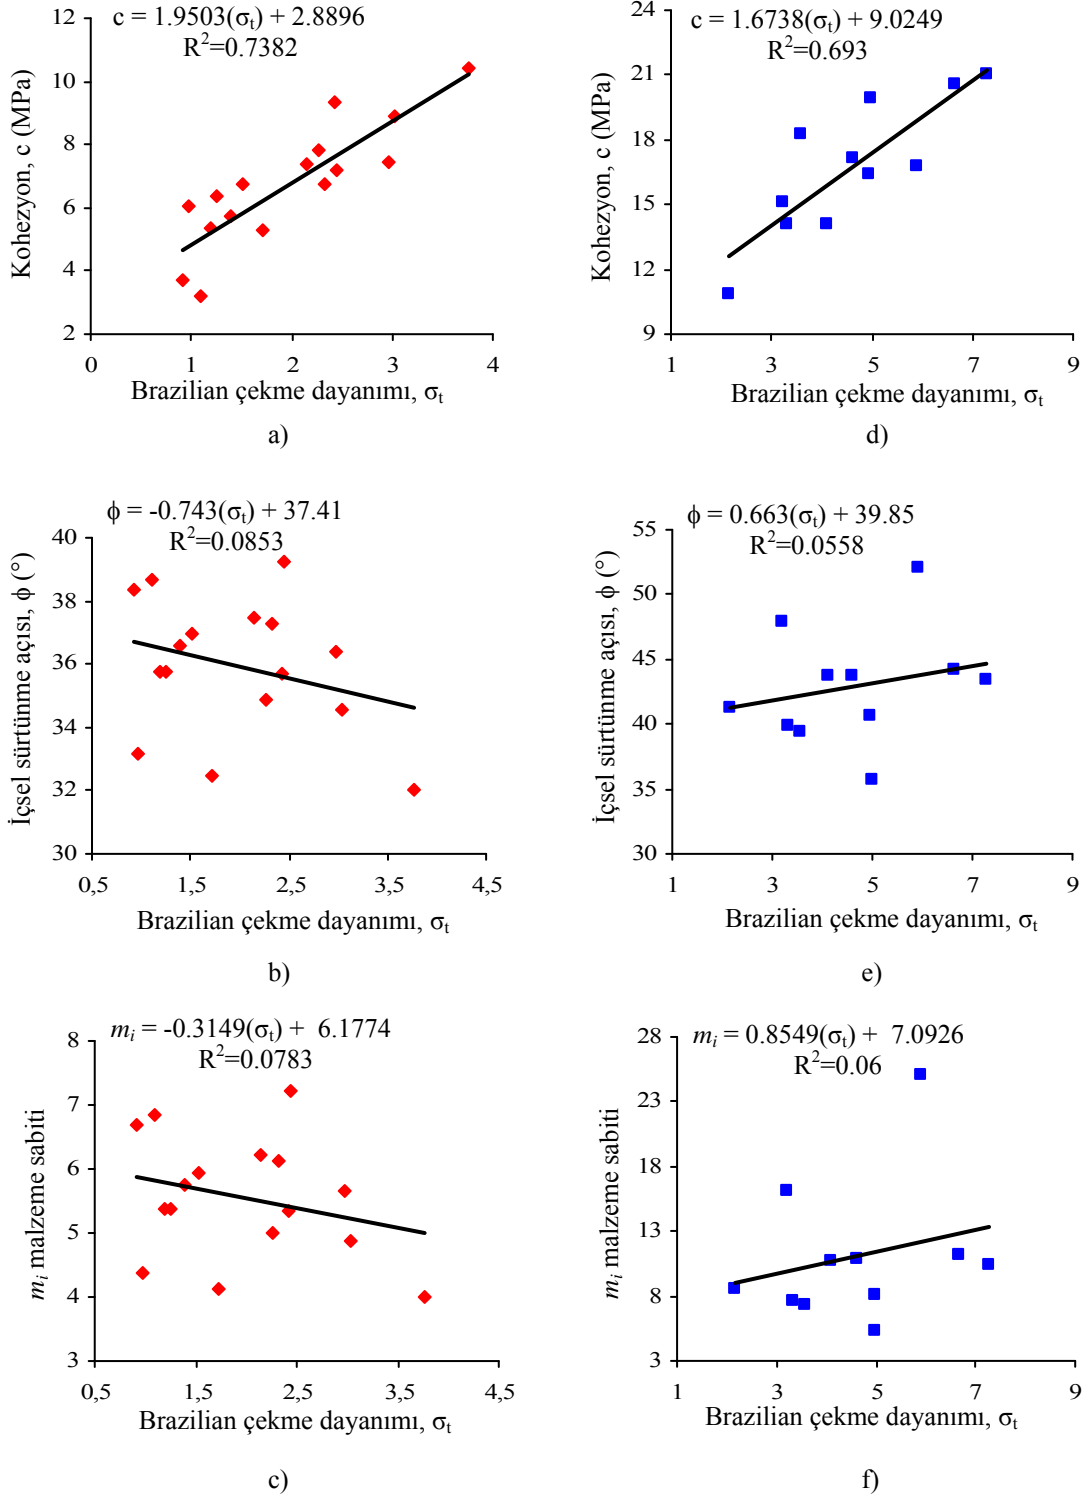 c = 1.9503(σt) + 2.8896
R²=0.7382
Kohezyon, c (MPa)
12
10
8
6
4
2
0
1
2
3
4
Brazilian çekme dayanımı, σt
a)
c = 1.6738(σt) + 9.0249
R²=0.693
Kohezyon, c (MPa)
24
21
18
15
12
9
1
3
5
7
9
Brazilian çekme dayanımı, σt
d)
ϕ = -0.743(σt) + 37.41
R²=0.0853
İçsel sürtünme açısı, ϕ (°)
40
38
36
34
32
30
0,5
1,5
2,5
3,5
4,5
Brazilian çekme dayanımı, σt
b)
ϕ = 0.663(σt) + 39.85
R²=0.0558
İçsel sürtünme açısı, ϕ (°)
55
50
45
40
35
30
1
3
5
7
9
Brazilian çekme dayanımı, σt
e)
mi = -0.3149(σt) + 6.1774
R²=0.0783
mi malzeme sabiti
8
7
6
5
4
3
0,5
1,5
2,5
3,5
4,5
Brazilian çekme dayanımı, σt
c)
mi = 0.8549(σt) + 7.0926
R²=0.06
mi malzeme sabiti
28
23
18
13
8
3
1
3
5
7
9
Brazilian çekme dayanımı, σt
f)